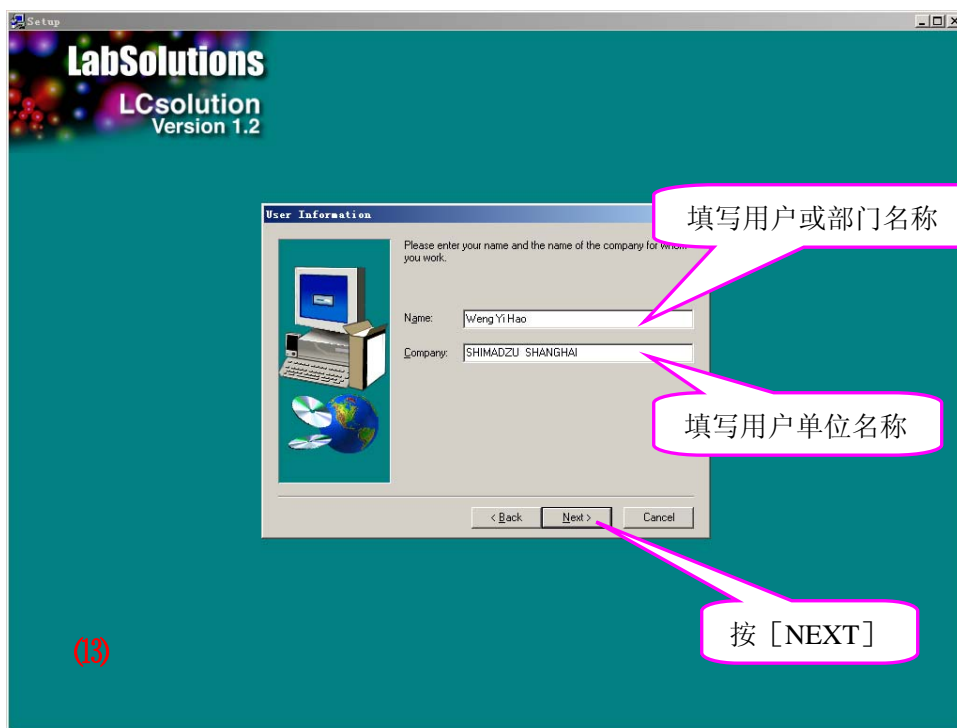 Setup
LabSolutions
LCsolution
Version 1.2
User Information
填写用户或部门名称
Please enter your name and the name of the company for whom
you work.
Name:
Weng Yi Hao
Company:
SHIMADZU SHANGHAI
填写用户单位名称
< Back
Next >
Cancel
按［NEXT］
(13)